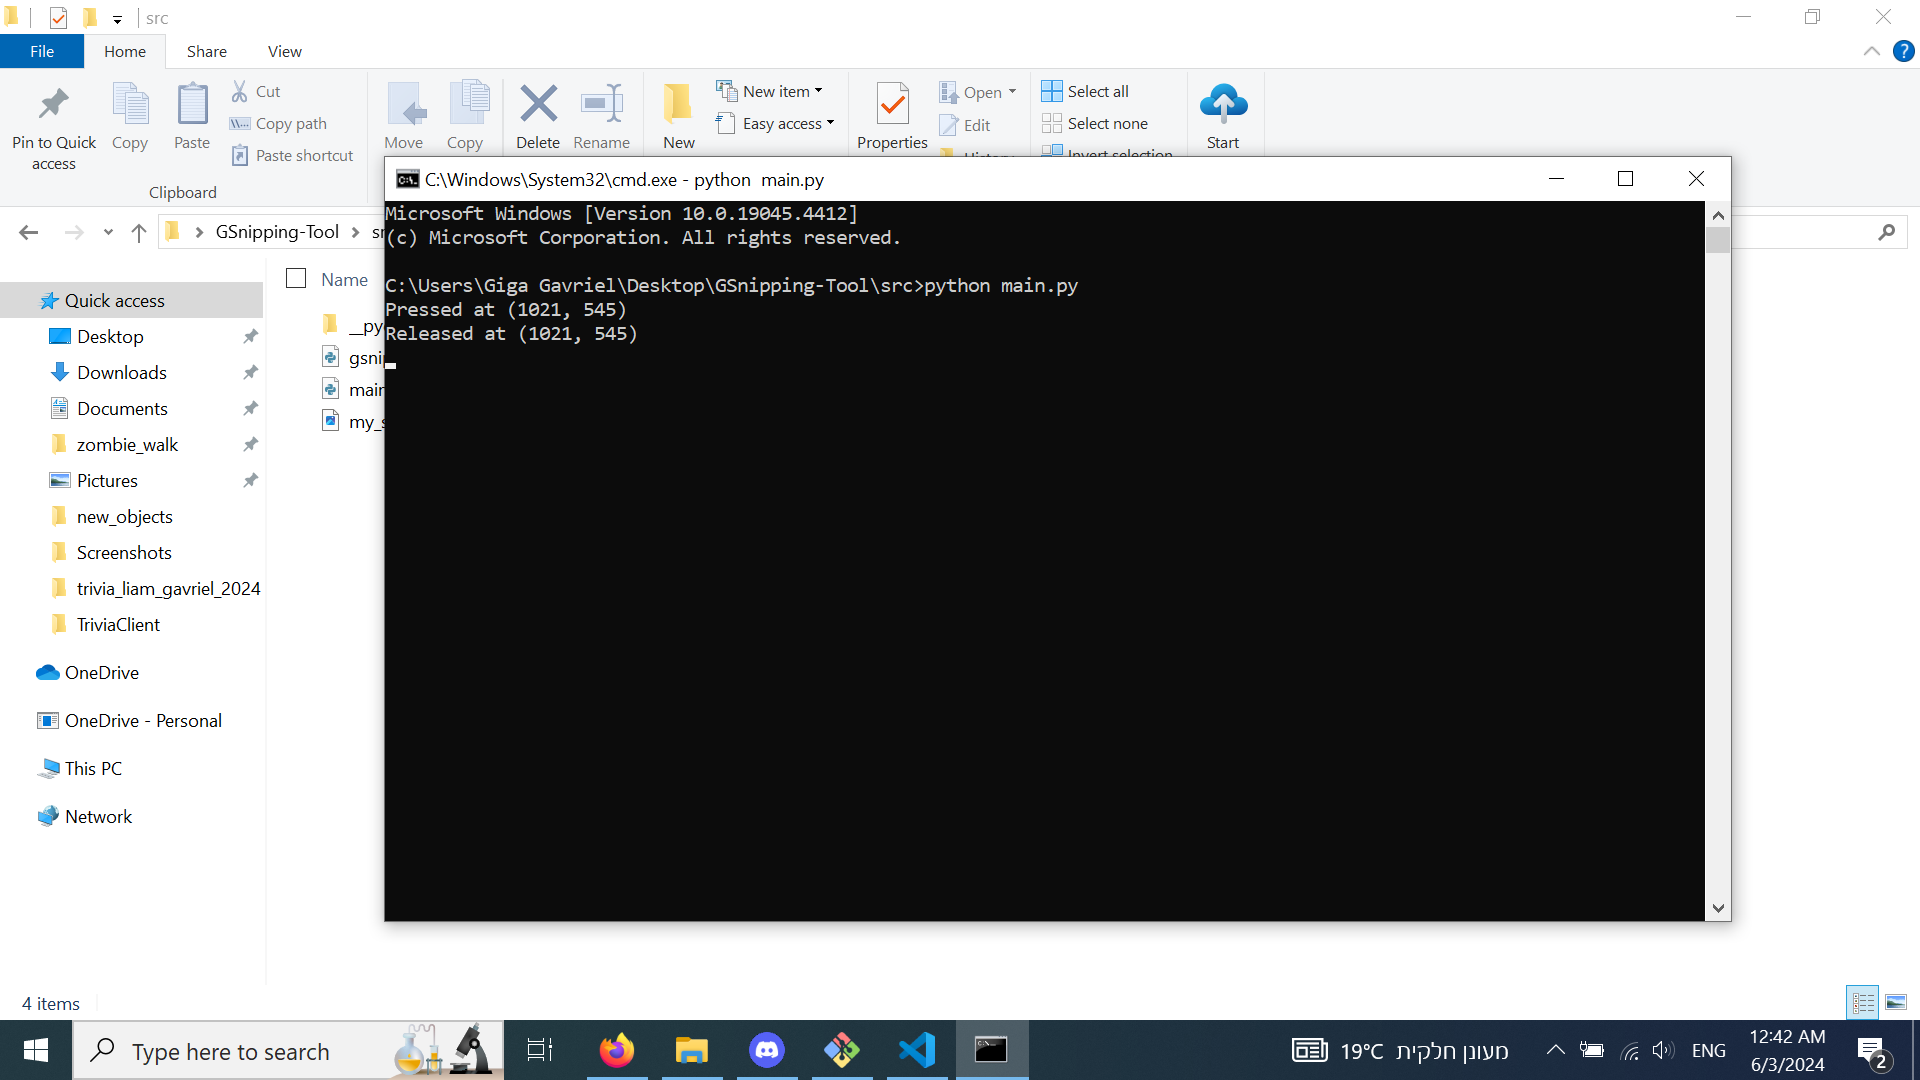 src
File
Home
Share
View
Pin to Quick access
Copy
Paste
Cut
Copy path
Paste shortcut
Clipboard
Move
Copy
Delete
Rename
New
New item
Easy access
Properties
Open
Edit
History
Select all
Select none
Invert selection
Start
C:\Windows\System32\cmd.exe - python  main.py
Microsoft Windows [Version 10.0.19045.4412]
(c) Microsoft Corporation. All rights reserved.
C:\Users\Giga Gavriel\Desktop\GSnipping-Tool\src>python main.py
Pressed at (1021, 545)
Released at (1021, 545)
GSnipping-Tool
Name
__py
gsni
main
my_s
Quick access
Desktop
Downloads
Documents
zombie_walk
Pictures
new_objects
Screenshots
trivia_liam_gavriel_2024
TriviaClient
OneDrive
OneDrive - Personal
This PC
Network
4 items
Type here to search
19°C מעונן חלקית
ENG
12:42 AM
6/3/2024
2